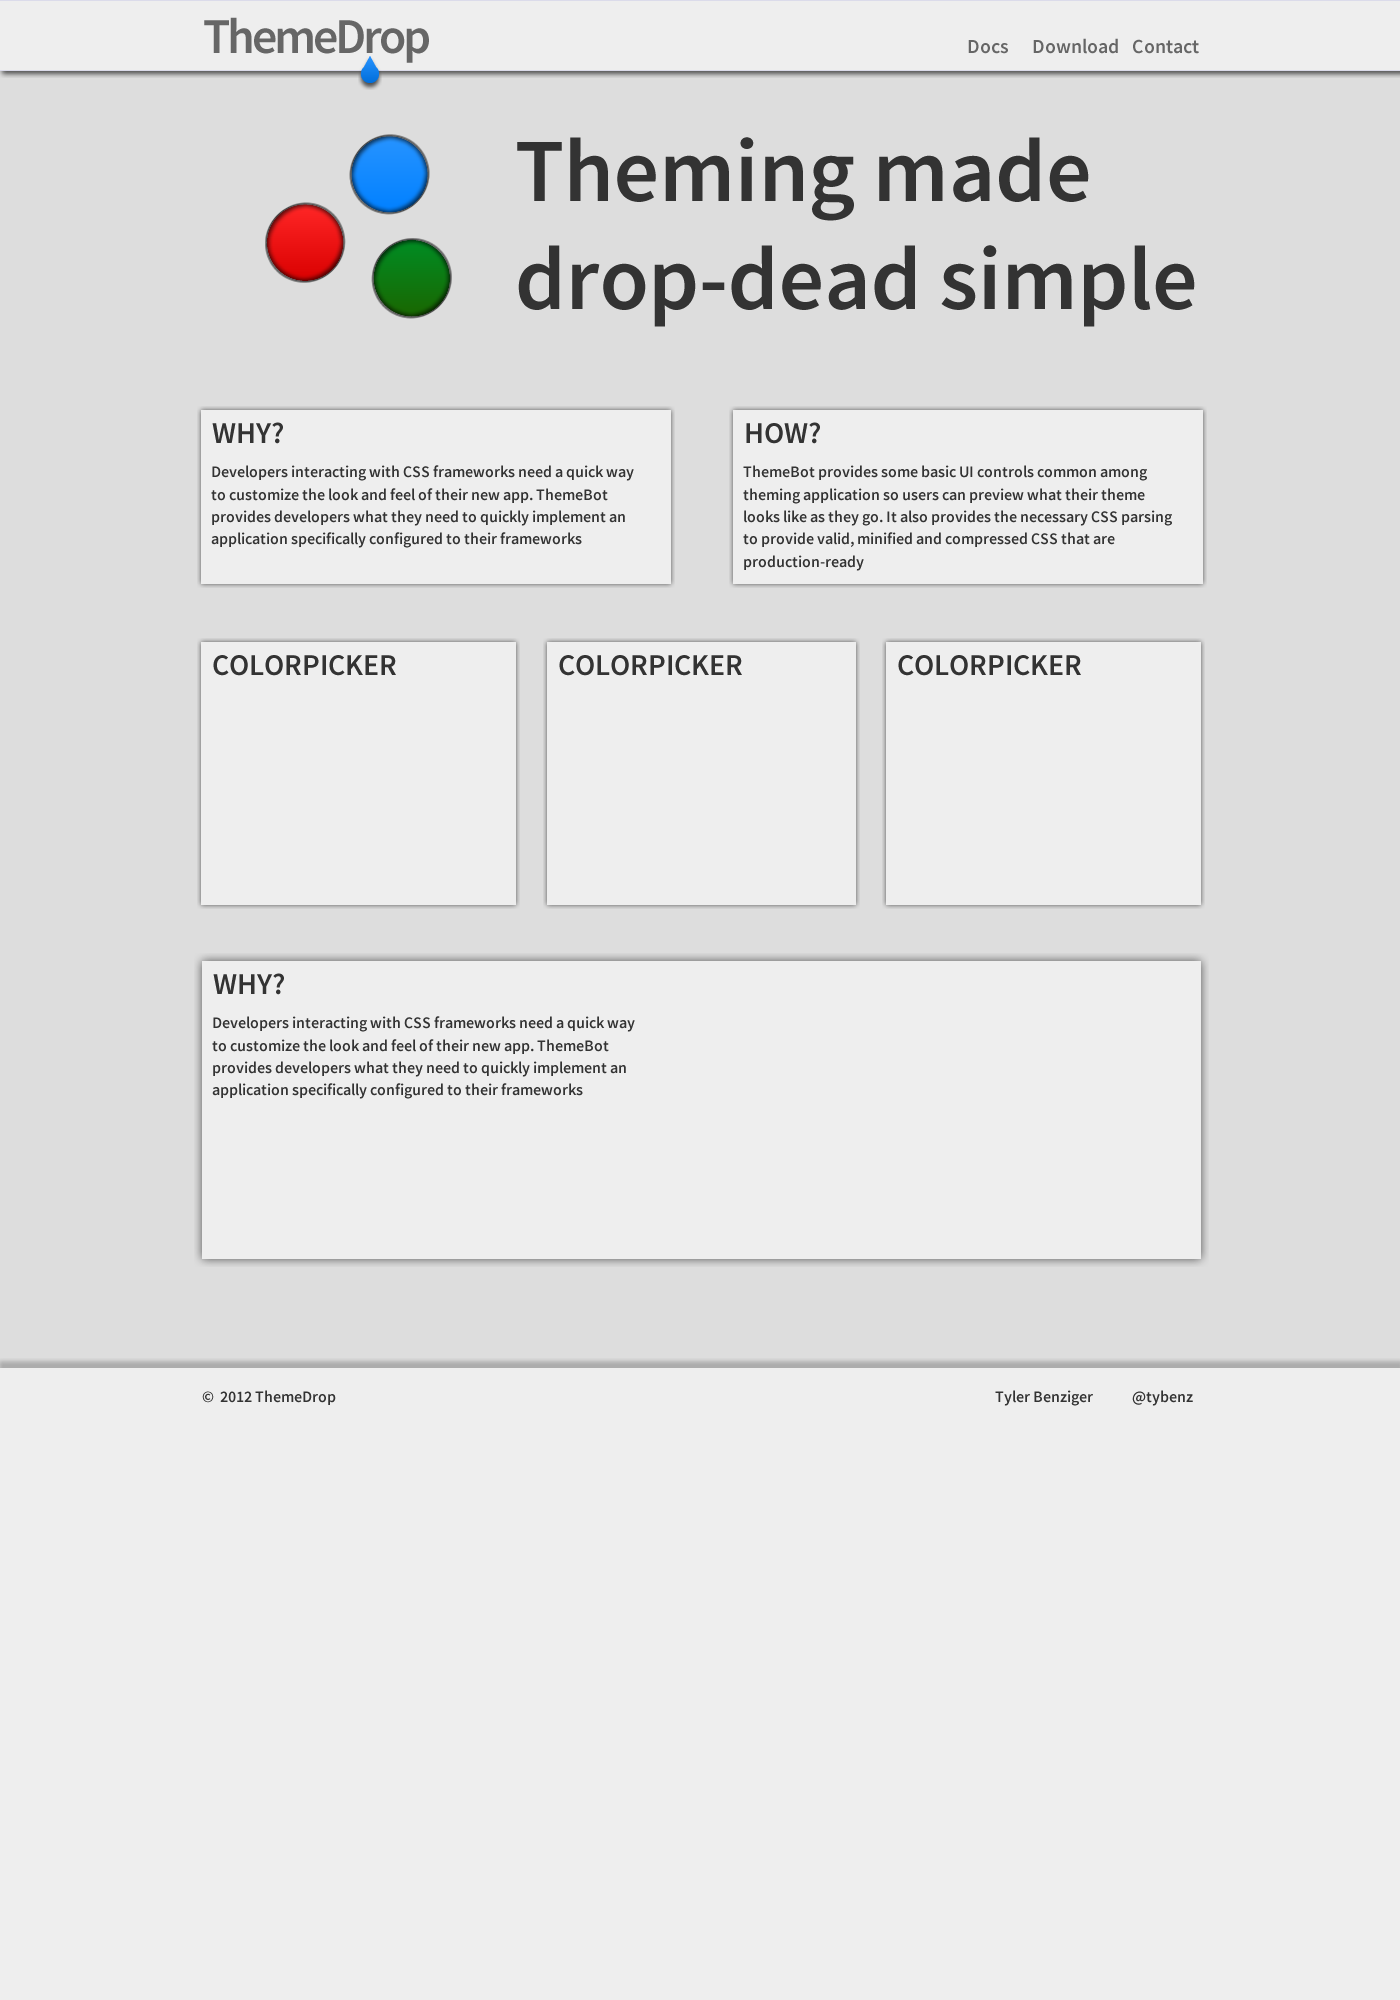 ThemeDrop
Docs Download Contact
Theming made
drop-dead simple
WHY?
Developers interacting with CSS frameworks need a quick way
to customize the look and feel of their new app. ThemeBot
provides developers what they need to quickly implement an
application specifically configured to their frameworks
HOW?
ThemeBot provides some basic UI controls common among
theming application so users can preview what their theme
looks like as they go. It also provides the necessary CSS parsing
to provide valid, minified and compressed CSS that are
production-ready
COLORPICKER
COLORPICKER
COLORPICKER
WHY?
Developers interacting with CSS frameworks need a quick way
to customize the look and feel of their new app. ThemeBot
provides developers what they need to quickly implement an
application specifically configured to their frameworks
© 2012 ThemeDrop
Tyler Benziger @tybenz